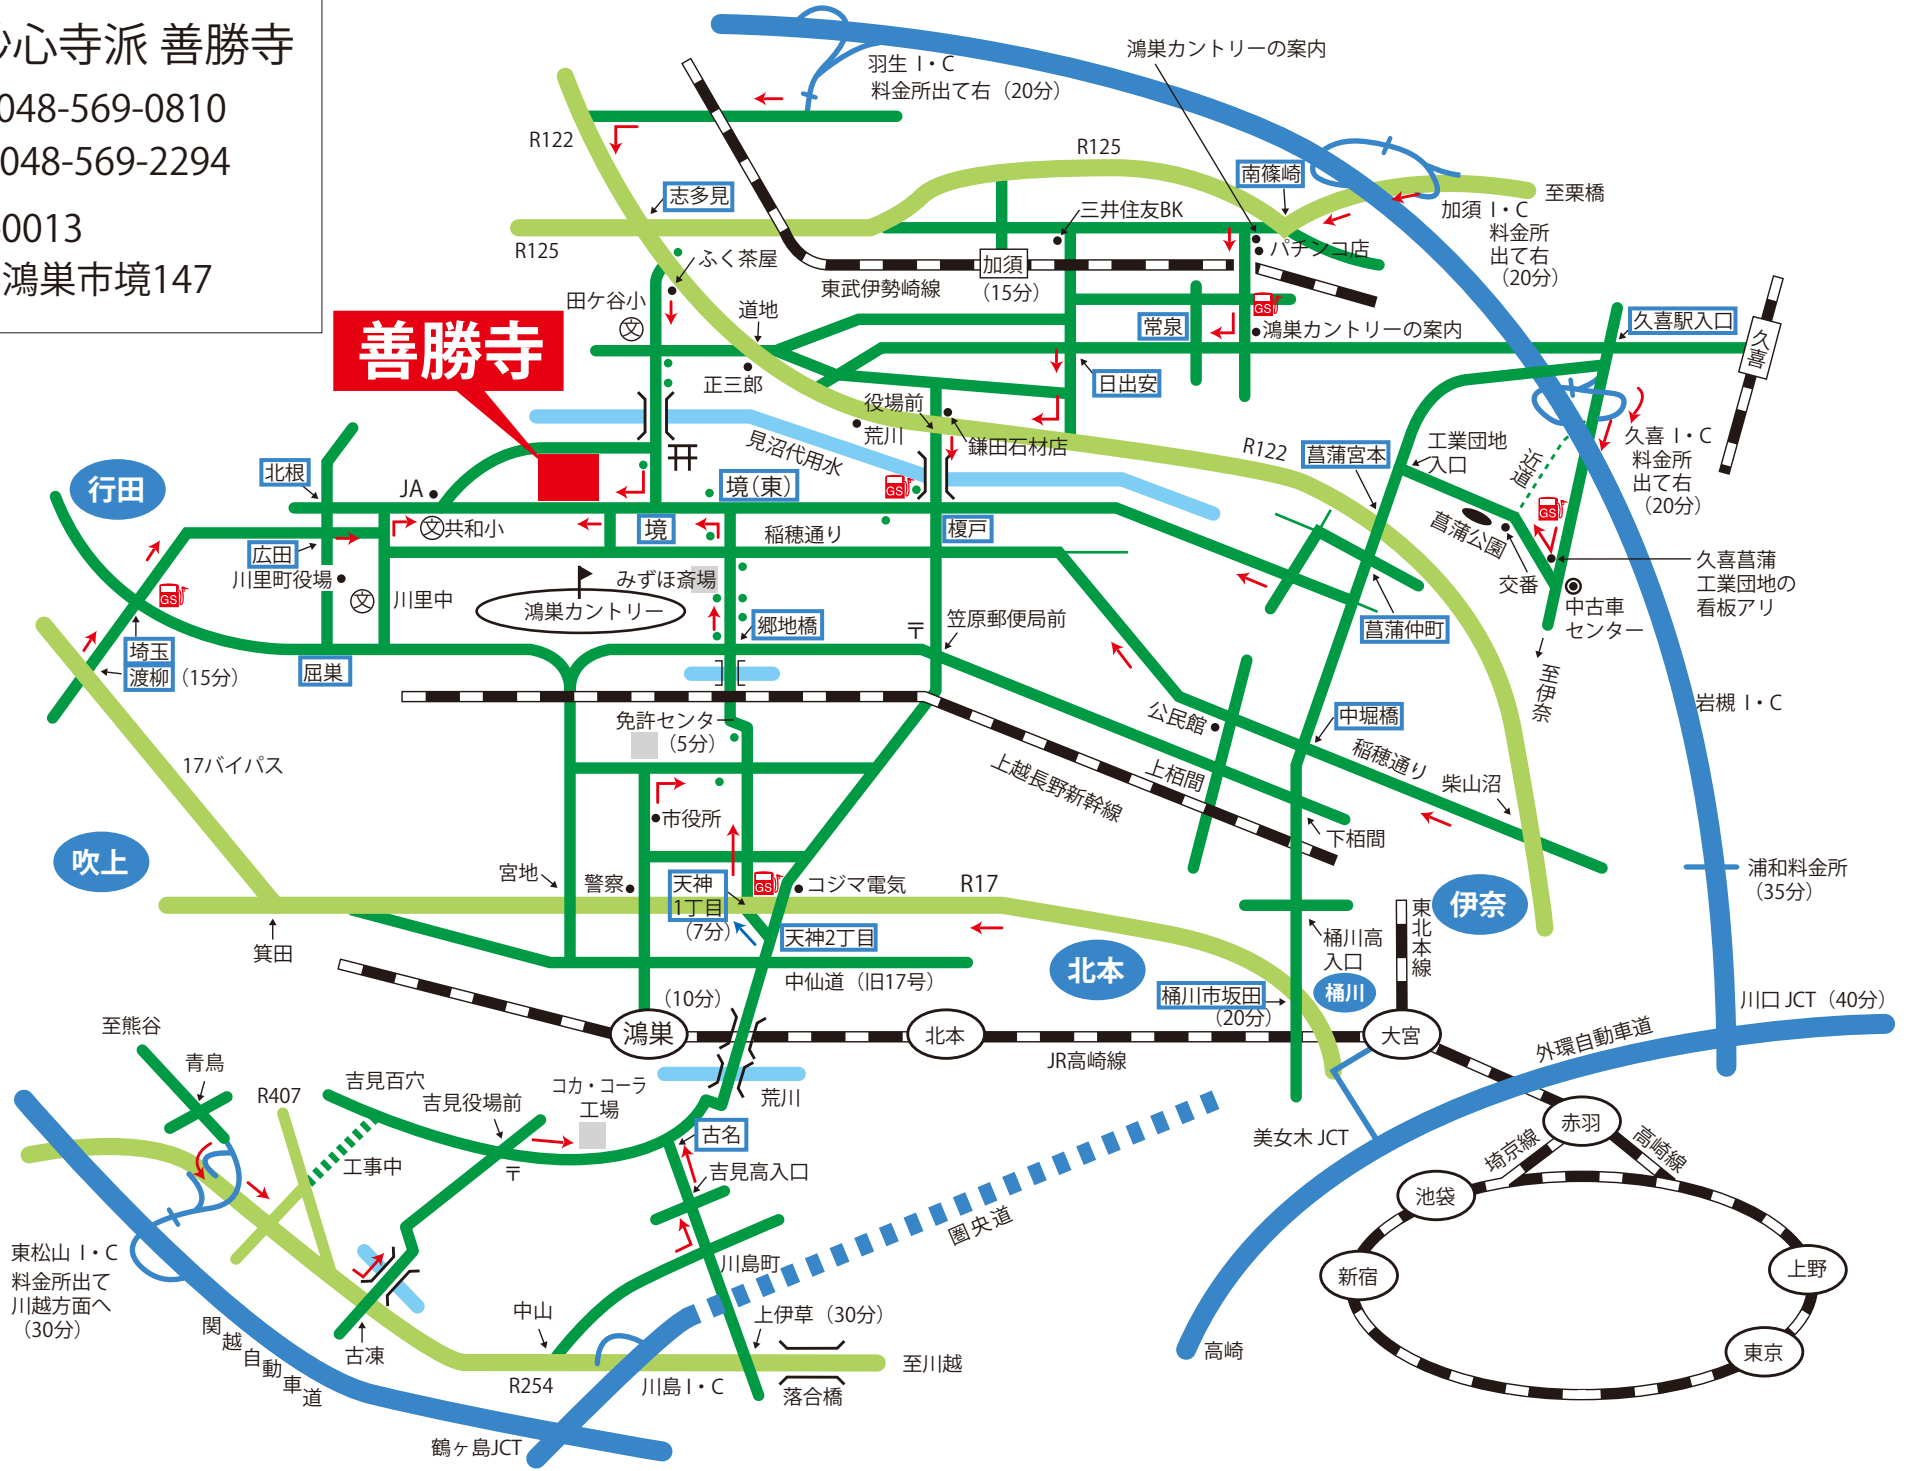 心寺派 善勝寺
048-569-0810
048-569-2294
0013
鴻巣市境147
善勝寺
羽生 I・C
料金所出て右（20分）
鴻巣カントリーの案内
R122
R125
R125
志多見
南篠崎
至栗橋
三井住友BK
加須 I・C
料金所
出て右
（20分）
パチンコ店
ふく茶屋
加須
（15分）
東武伊勢崎線
田ケ谷小
文
道地
常泉
GS
鴻巣カントリーの案内
久喜駅入口
久喜
正三郎
日出安
役場前
荒川
鎌田石材店
見沼代用水
R122
菖蒲宮本
工業団地
入口
近道
久喜 I・C
料金所
出て右
（20分）
行田
北根
JA
境（東）
GS
GS
文
共和小
境
稲穂通り
榎戸
菖蒲公園
広田
川里町役場
みずほ斎場
交番
久喜菖蒲
工業団地の
看板アリ
GS
文
川里中
鴻巣カントリー
中古車
センター
郷地橋
〒
笠原郵便局前
菖蒲仲町
埼玉
渡柳
（15分）
屈巣
至伊奈
岩槻 I・C
免許センター
（5分）
公民館
中堀橋
17バイパス
上越長野新幹線
上栢間
稲穂通り
柴山沼
市役所
下栢間
吹上
宮地
警察
天神
1丁目
（7分）
GS
コジマ電気
R17
浦和料金所
（35分）
伊奈
東北本線
箕田
天神2丁目
北本
桶川高
入口
中仙道（旧17号）
桶川市坂田
（20分）
桶川
（10分）
川口 JCT（40分）
至熊谷
鴻巣
北本
大宮
JR高崎線
外環自動車道
青鳥
R407
吉見百穴
吉見役場前
コカ・コーラ
工場
荒川
古名
美女木 JCT
赤羽
埼京線
高崎線
工事中
〒
吉見高入口
池袋
圏央道
東松山 I・C
料金所出て
川越方面へ
（30分）
川島町
新宿
上野
中山
上伊草（30分）
関越自動車道
古凍
高崎
東京
至川越
R254
川島 I・C
落合橋
鶴ヶ島JCT